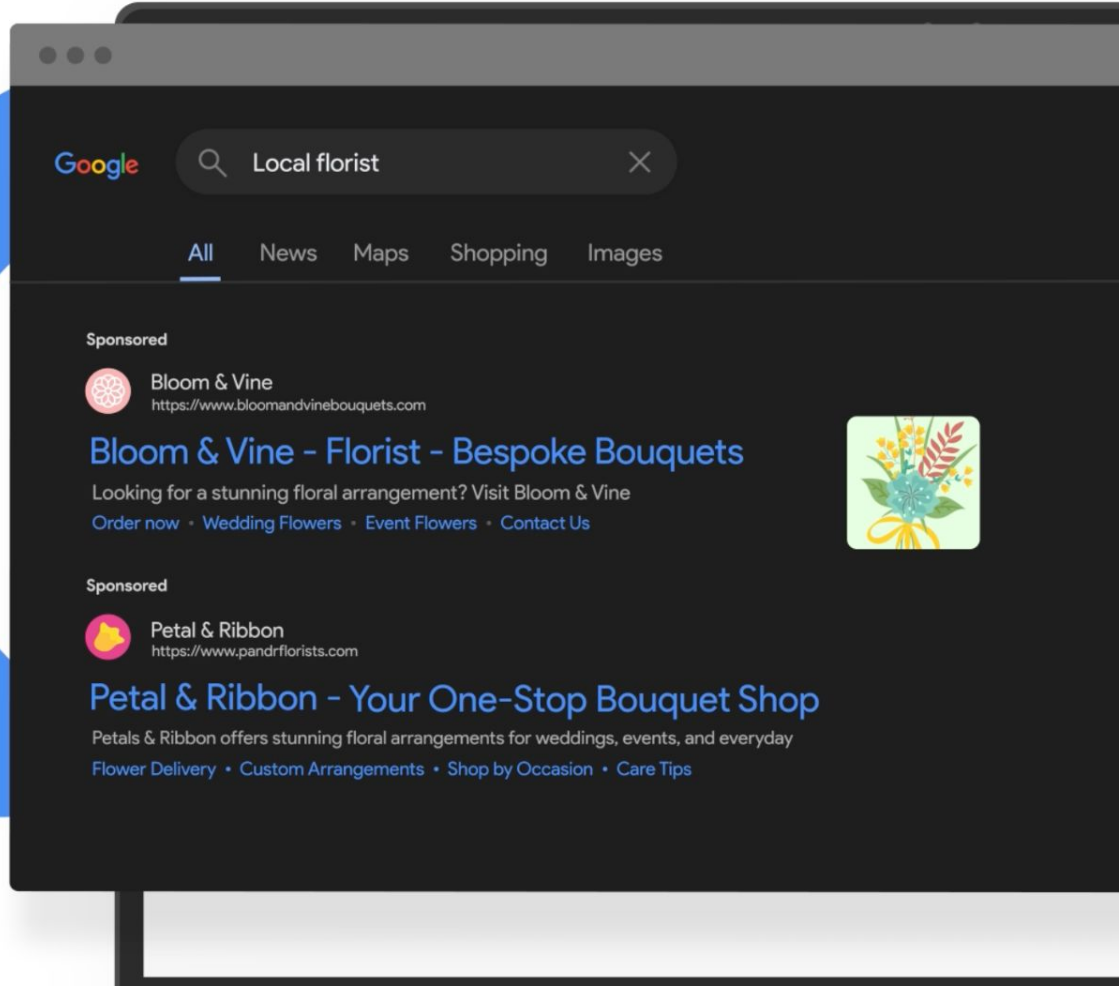 Google
Local florist
All News Maps Shopping Images
Sponsored
Bloom & Vine
https://www.bloomandvinebouquets.com
Bloom & Vine - Florist - Bespoke Bouquets
Looking for a stunning floral arrangement? Visit Bloom & Vine
Order now • Wedding Flowers • Event Flowers • Contact Us
Sponsored
Petal & Ribbon
https://www.pandrflorists.com
Petal & Ribbon - Your One-Stop Bouquet Shop
Petals & Ribbon offers stunning floral arrangements for weddings, events, and everyday
Flower Delivery • Custom Arrangements • Shop by Occasion • Care Tips